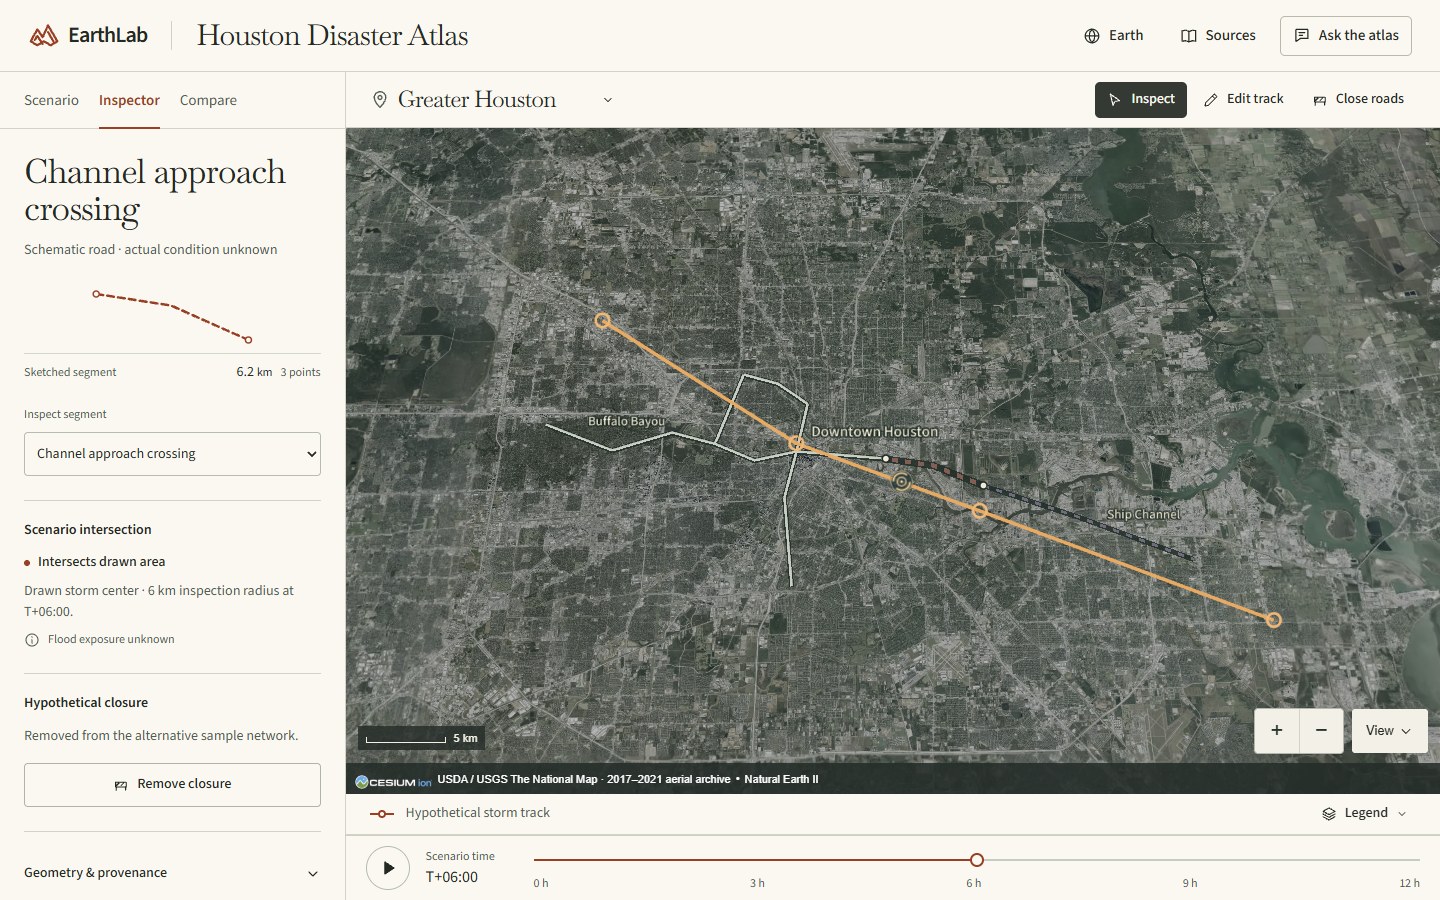 EarthLab
Houston Disaster Atlas
Earth
Sources
Ask the atlas
Scenario
Inspector
Compare
Greater Houston
Inspect
Edit track
Close roads
Channel approach
crossing
Schematic road · actual condition unknown
Sketched segment
6.2 km 3 points
Inspect segment
Channel approach crossing
Scenario intersection
Intersects drawn area
Drawn storm center · 6 km inspection radius at
T+06:00.
Flood exposure unknown
Hypothetical closure
Removed from the alternative sample network.
Remove closure
Geometry & provenance
Buffalo Bayou
Downtown Houston
Ship Channel
5 km
+
−
View
CESIUM ion
USDA / USGS The National Map · 2017–2021 aerial archive • Natural Earth II
Hypothetical storm track
Legend
Scenario time
T+06:00
0 h
3 h
6 h
9 h
12 h